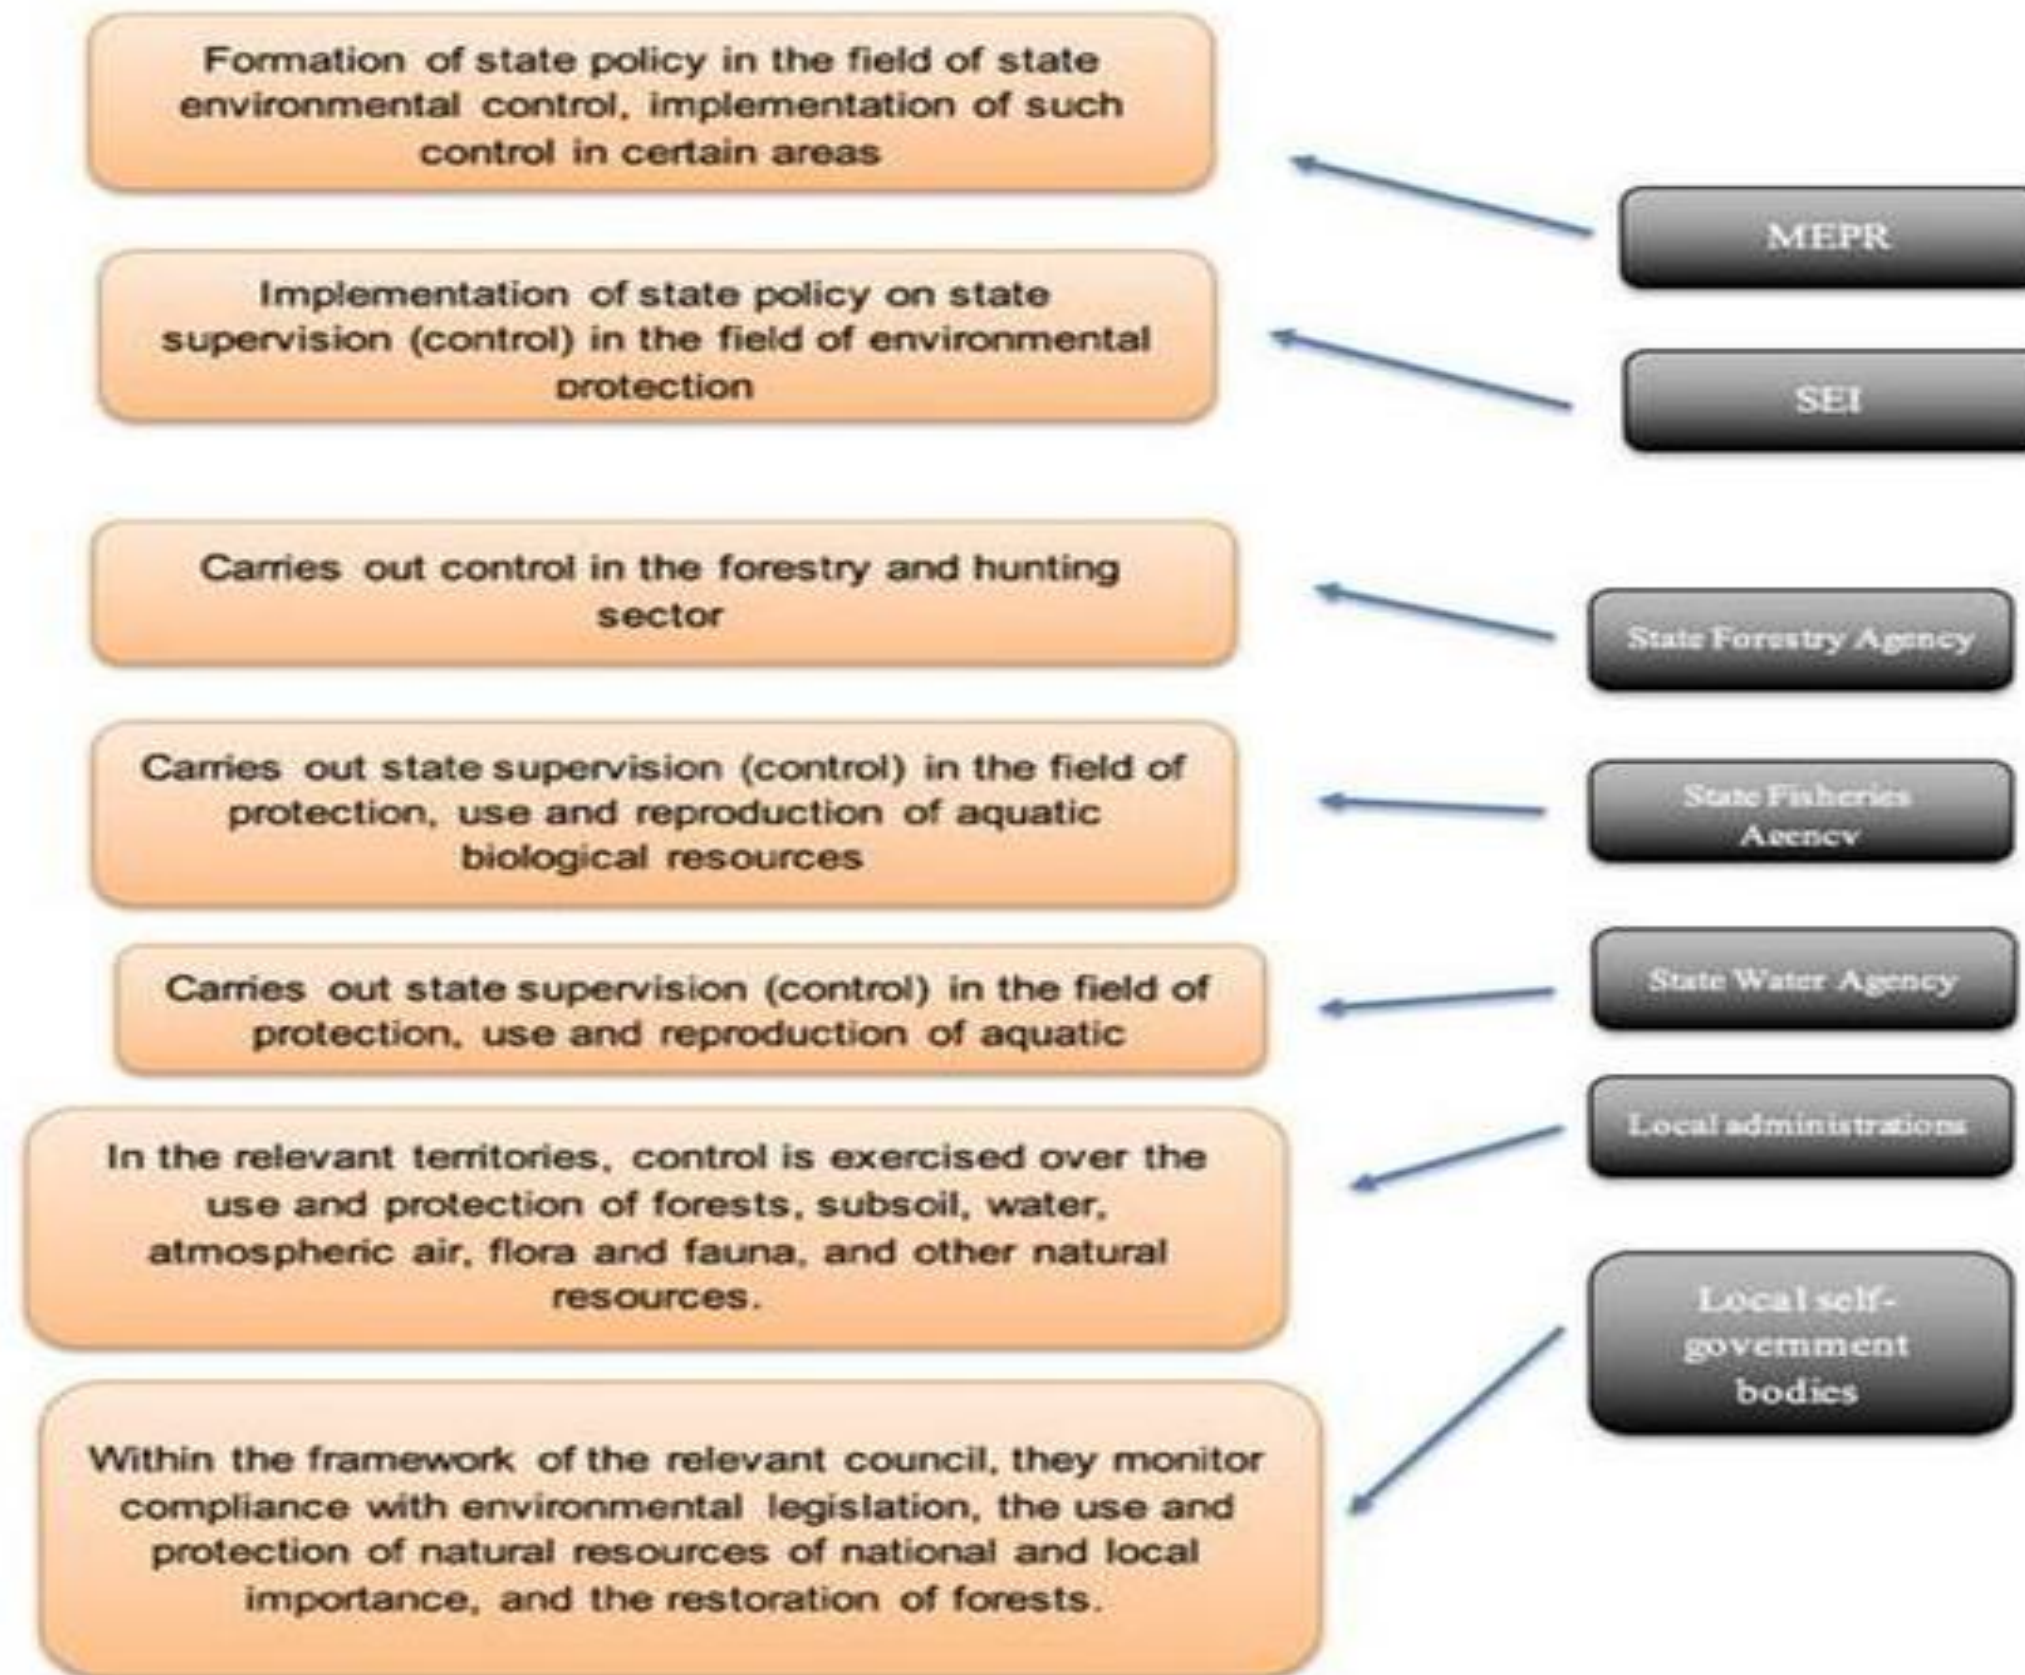 Formation of state policy in the field of state
environmental control, implementation of such
control in certain areas
MEPR
Implementation of state policy on state
supervision (control) in the field of environmental
protection
SEI
Carries out control in the forestry and hunting
sector
State Forestry Agency
Carries out state supervision (control) in the field of
protection, use and reproduction of aquatic
biological resources
State Fisheries
Agency
Carries out state supervision (control) in the field of
protection, use and reproduction of aquatic
State Water Agency
In the relevant territories, control is exercised over the
use and protection of forests, subsoil, water,
atmospheric air, flora and fauna, and other natural
resources.
Local administrations
Within the framework of the relevant council, they monitor
compliance with environmental legislation, the use and
protection of natural resources of national and local
importance, and the restoration of forests.
Local self-
government
bodies